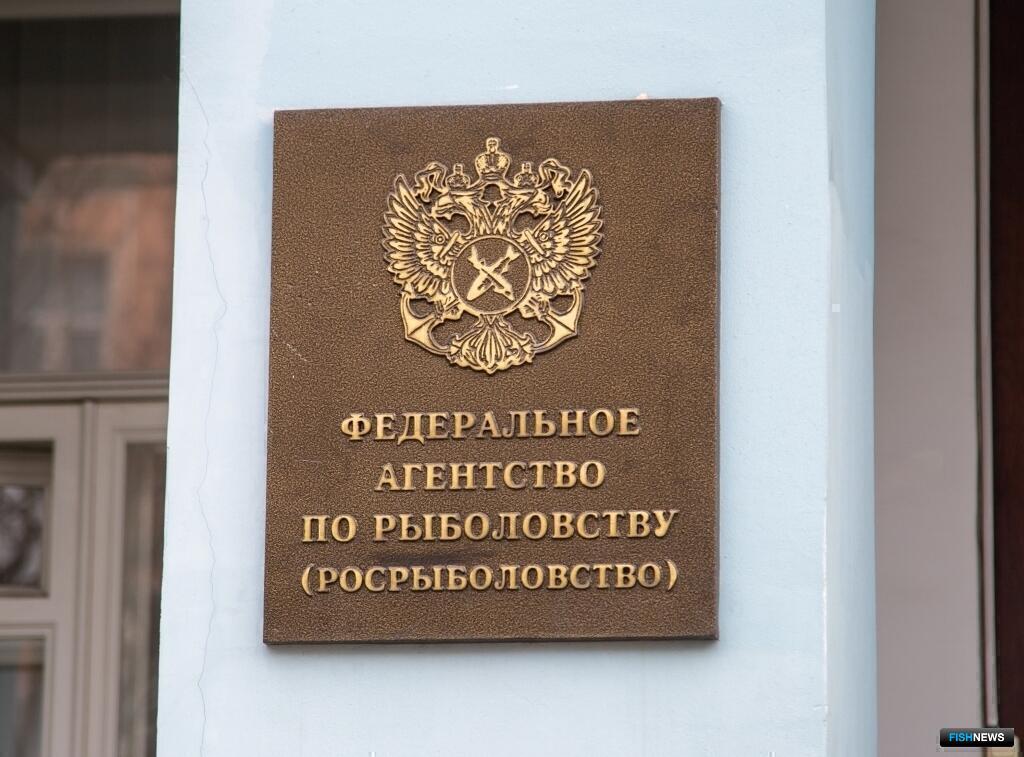 ФЕДЕРАЛЬНОЕ
АГЕНТСТВО
ПО РЫБОЛОВСТВУ
(РОСРЫБОЛОВСТВО)
FISHNEWS